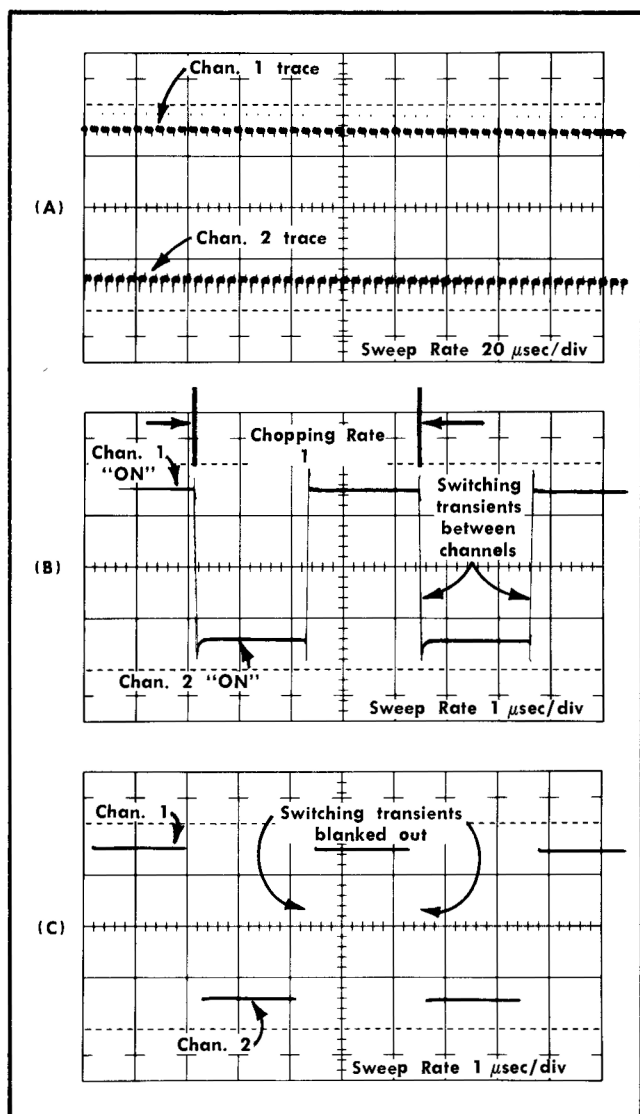 (A)
Chan. 1 trace
Chan. 2 trace
Sweep Rate 20 μsec/div
(B)
Chopping Rate
1
Chan. 1
"ON"
Switching
transients
between
channels
Chan. 2 "ON"
Sweep Rate 1 μsec/div
(C)
Chan. 1
Switching transients
blanked out
Chan. 2
Sweep Rate 1 μsec/div